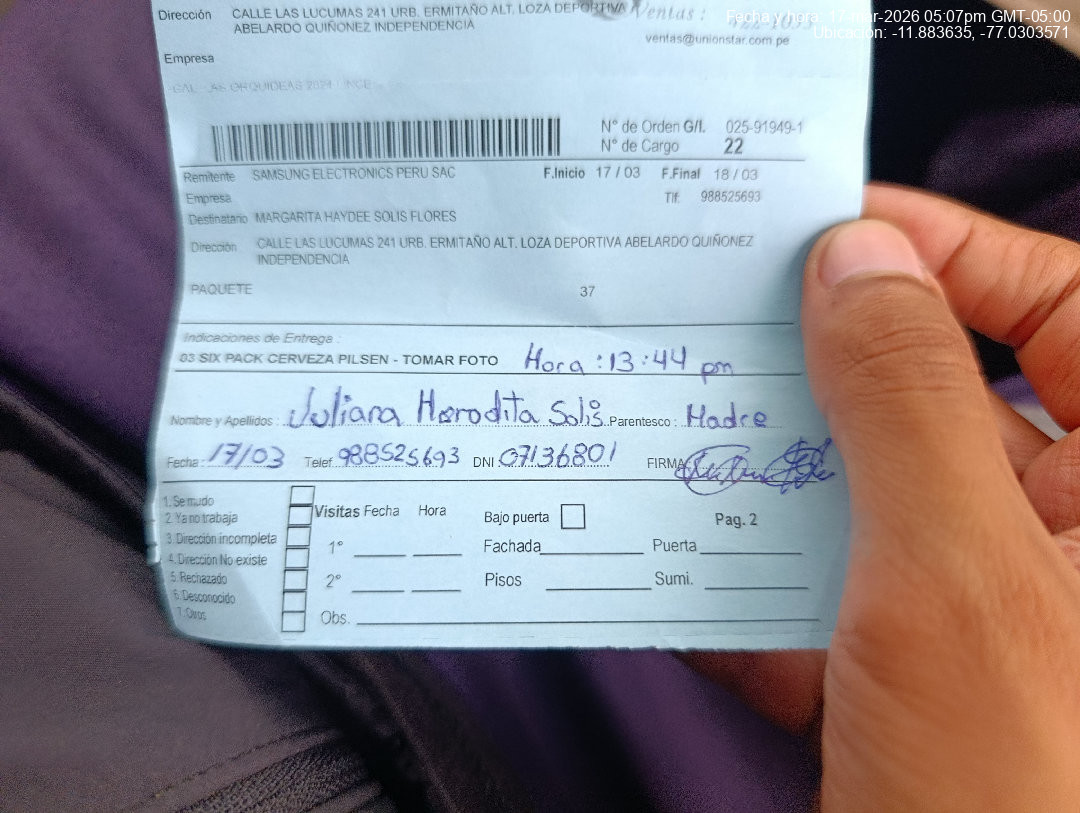 Dirección CALLE LAS LUCUMAS 241 URB. ERMITAÑO ALT. LOZA DEPORTIVA
ABELARDO QUIÑONEZ INDEPENDENCIA
Ventas :
ventas@unionstar.com.pe
Fecha y hora: 17-mar-2026 05:07pm GMT-05:00
Ubicación: -11.883635, -77.0303571
Empresa
N° de Orden G/I. 025-91949-1
N° de Cargo 22
Remitente SAMSUNG ELECTRONICS PERU SAC F.Inicio 17 / 03 F.Final 18 / 03
Empresa Tlf: 988525693
Destinatario MARGARITA HAYDEE SOLIS FLORES
Dirección CALLE LAS LUCUMAS 241 URB. ERMITAÑO ALT. LOZA DEPORTIVA ABELARDO QUIÑONEZ
INDEPENDENCIA
PAQUETE 37
Indicaciones de Entrega :
03 SIX PACK CERVEZA PILSEN - TOMAR FOTO Hora : 13:44 pm
Nombre y Apellidos : Juliana Herodita Solis Parentesco : Madre
Fecha : 17/03 Telef 988525693 DNI 07136801 FIRMA
1. Se mudo
2. Ya no trabaja
3. Dirección incompleta
4. Dirección No existe
5. Rechazado
6. Desconocido
7. Otros
Visitas Fecha Hora
1°
2°
Obs.
Bajo puerta
Pag. 2
Fachada Puerta
Pisos Sumi.